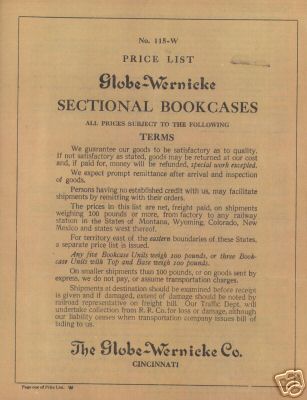 No. 115-W
PRICE LIST
Globe-Wernicke
SECTIONAL BOOKCASES
ALL PRICES SUBJECT TO THE FOLLOWING
TERMS
We guarantee our goods to be satisfactory as to quality.
If not satisfactory as stated, goods may be returned at our cost
and, if paid for, money will be refunded, special work excepted.
We expect prompt remittance after arrival and inspection
of goods.
Persons having no established credit with us, may facilitate
shipments by remitting with their orders.
The prices in this list are net, freight paid, on shipments
weighing 100 pounds or more, from factory to any railway
station in the States of Montana, Wyoming, Colorado, New
Mexico and states west thereof.
For territory east of the eastern boundaries of these States,
a separate price list is issued.
Any five Bookcase Units weigh 100 pounds, or three Book-
case Units with Top and Base weigh 100 pounds.
On smaller shipments than 100 pounds, or on goods sent by
express, we do not pay, or assume transportation charges.
Shipments at destination should be examined before receipt
is given and if damaged, extent of damage should be noted by
railroad representative on freight bill. Our Traffic Dept. will
undertake collection from R. R. Co. for loss or damage, although
our liability ceases when transportation company issues bill of
lading to us.
The Globe-Wernicke Co.
CINCINNATI
Page one of Price List.